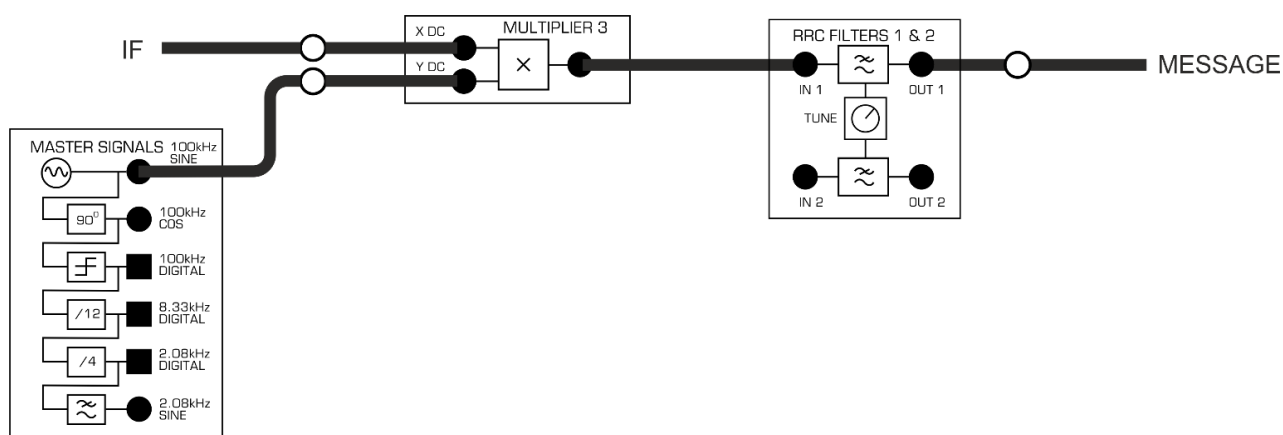 IF
X DC
MULTIPLIER 3
Y DC
×
RRC FILTERS 1 & 2
IN 1
OUT 1
MESSAGE
TUNE
IN 2
OUT 2
MASTER SIGNALS
100kHz
SINE
90°
100kHz
COS
100kHz
DIGITAL
/12
8.33kHz
DIGITAL
/4
2.08kHz
DIGITAL
2.08kHz
SINE